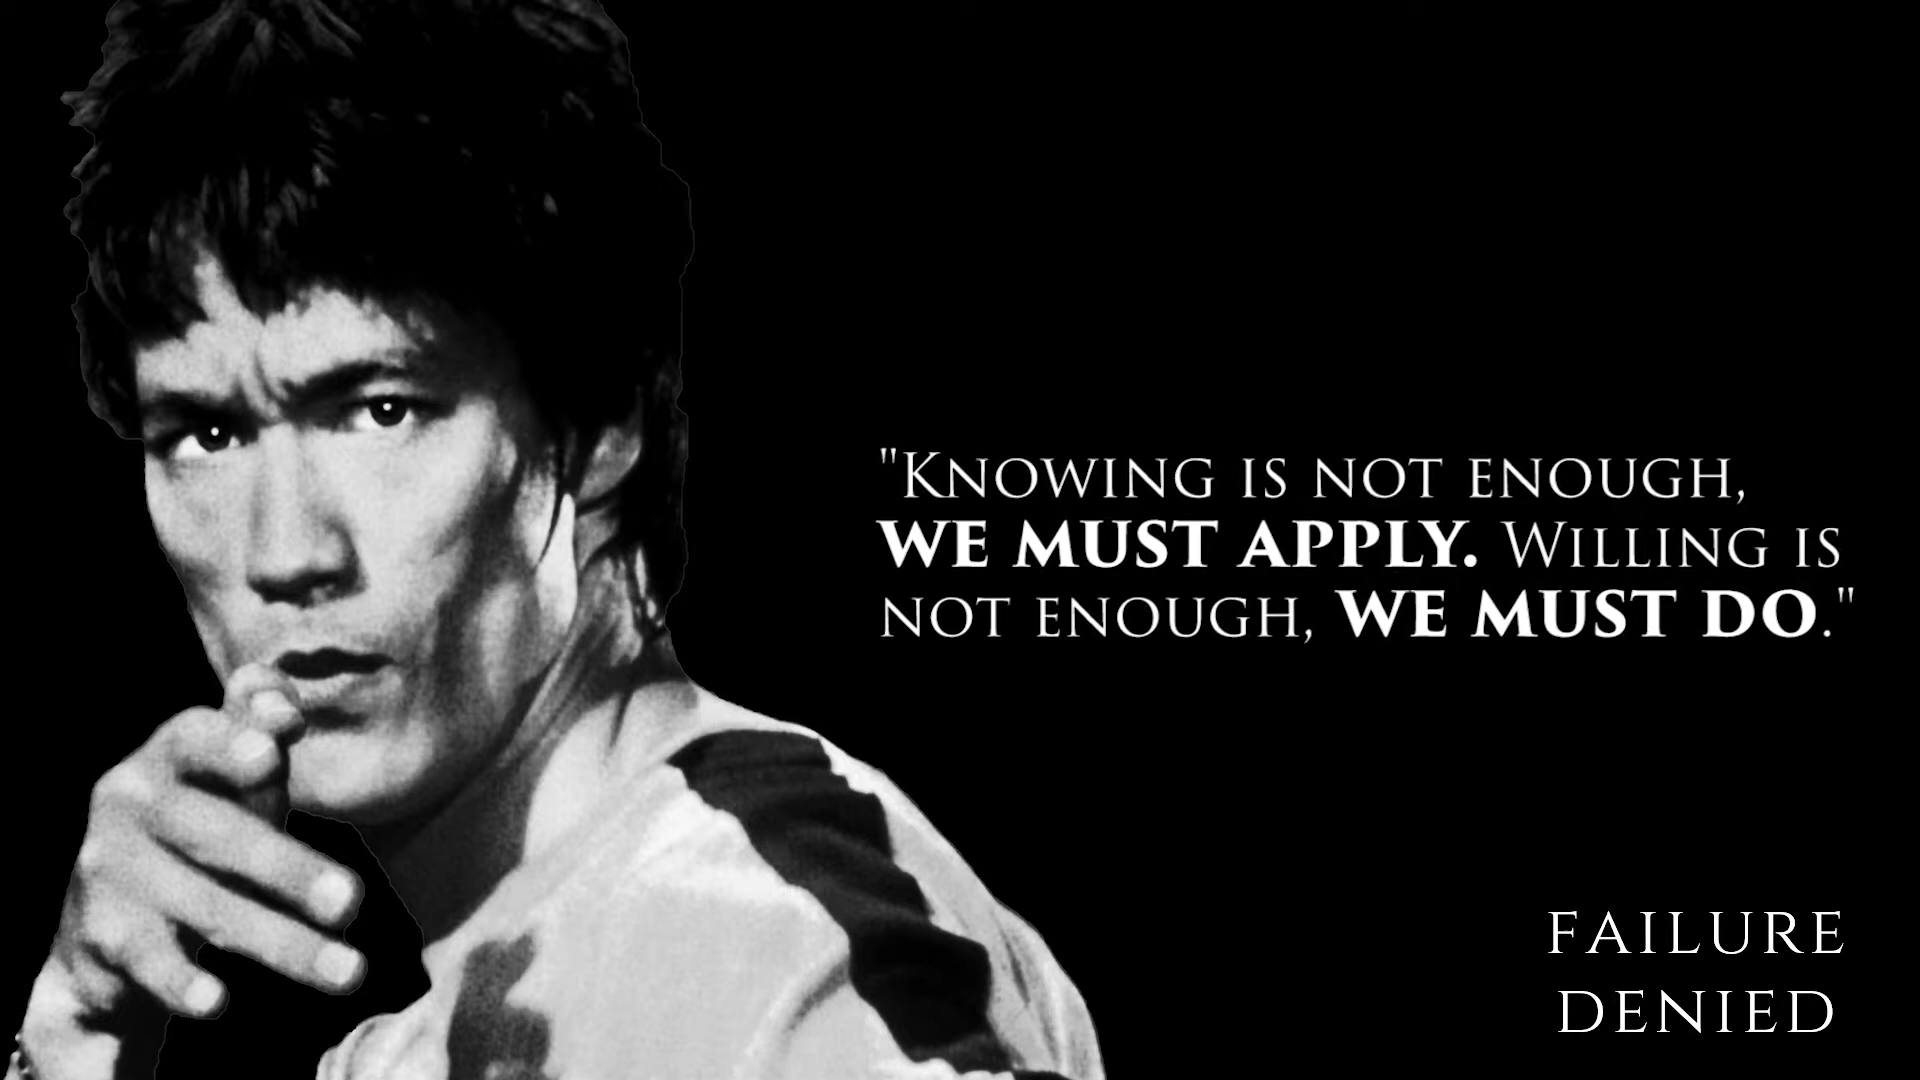 "Knowing is not enough,
WE MUST APPLY. Willing is
not enough, WE MUST DO."
FAILURE
DENIED